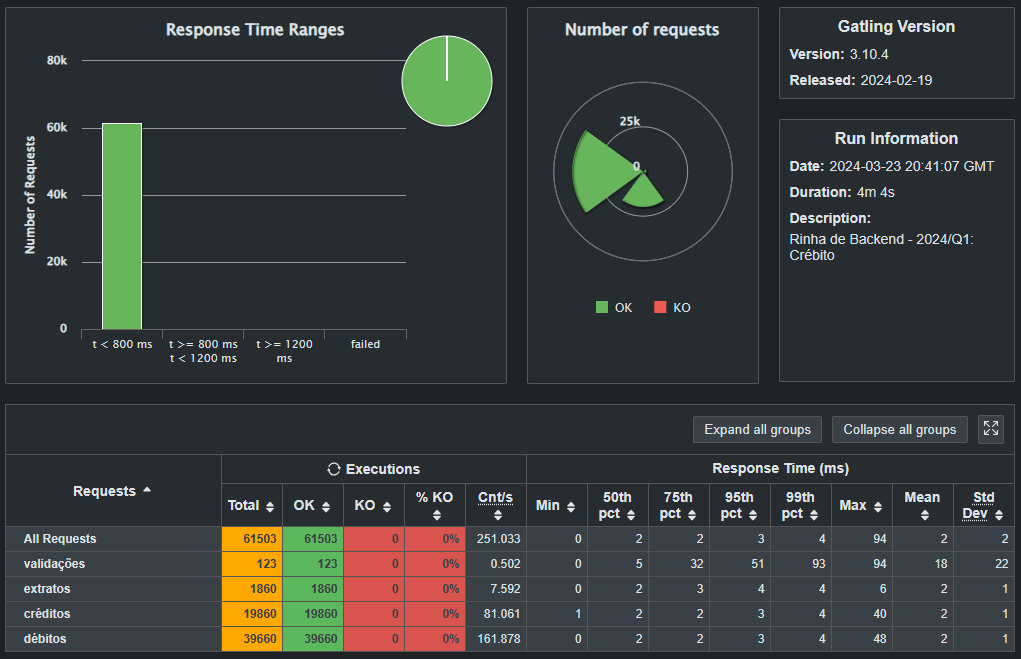 Response Time Ranges
80k
60k
40k
20k
0
Number of Requests
t < 800 ms
t >= 800 ms
t < 1200 ms
t >= 1200
ms
failed
Number of requests
25k
0
OK
KO
Gatling Version
Version: 3.10.4
Released: 2024-02-19
Run Information
Date: 2024-03-23 20:41:07 GMT
Duration: 4m 4s
Description:
Rinha de Backend - 2024/Q1:
Crébito
Expand all groups
Collapse all groups
Requests
Executions
Response Time (ms)
Total
OK
KO
% KO
Cnt/s
Min
50th
pct
75th
pct
95th
pct
99th
pct
Max
Mean
Std
Dev
All Requests 61503 61503 0 0% 251.033 0 2 2 3 4 94 2 2
validações 123 123 0 0% 0.502 0 5 32 51 93 94 18 22
extratos 1860 1860 0 0% 7.592 0 2 3 4 4 6 2 1
créditos 19860 19860 0 0% 81.061 1 2 2 3 4 40 2 1
débitos 39660 39660 0 0% 161.878 0 2 2 3 4 48 2 1